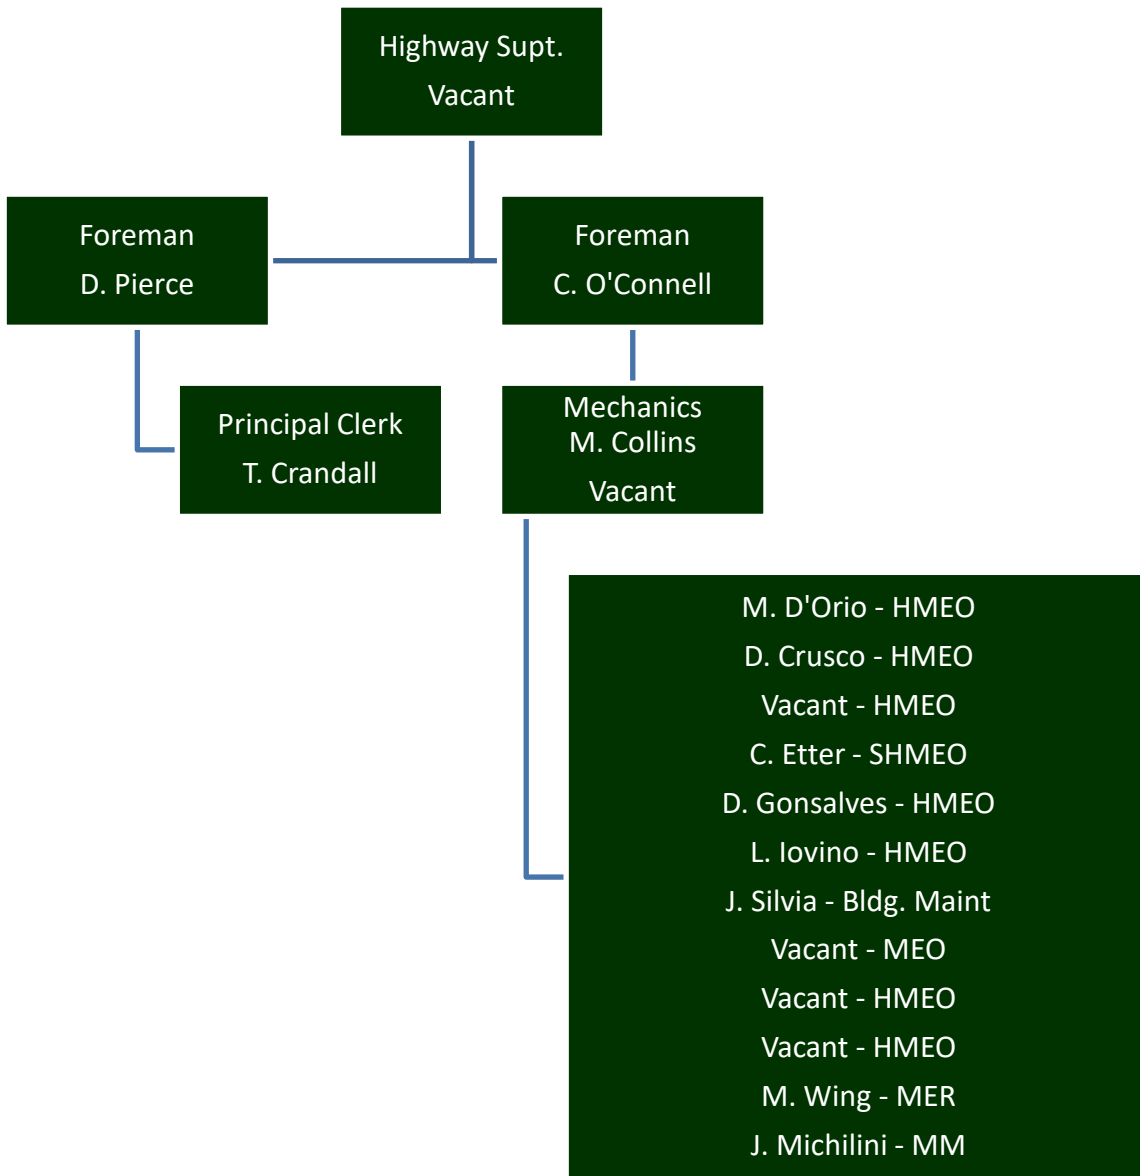 Highway Supt.
Vacant
Foreman
D. Pierce
Foreman
C. O'Connell
Principal Clerk
T. Crandall
Mechanics
M. Collins
Vacant
M. D'Orio - HMEO
D. Crusco - HMEO
Vacant - HMEO
C. Etter - SHMEO
D. Gonsalves - HMEO
L. Iovino - HMEO
J. Silvia - Bldg. Maint
Vacant - MEO
Vacant - HMEO
Vacant - HMEO
M. Wing - MER
J. Michilini - MM